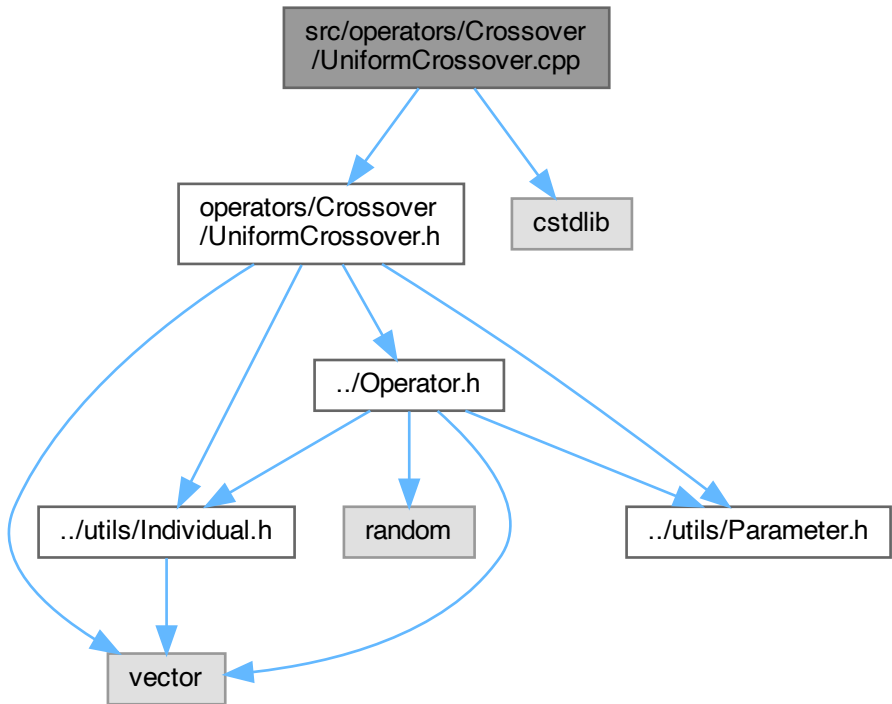 src/operators/Crossover
/UniformCrossover.cpp
operators/Crossover
/UniformCrossover.h
cstdlib
../Operator.h
../utils/Individual.h
random
../utils/Parameter.h
vector